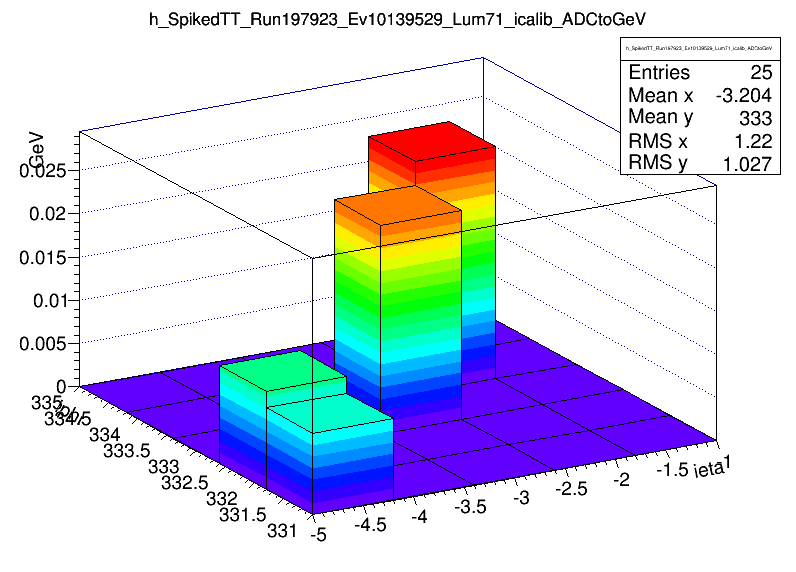 h_SpikedTT_Run197923_Ev10139529_Lum71_icalib_ADCtoGeV
h_SpikedTT_Run197923_Ev10139529_Lum71_icalib_ADCtoGeV
Entries 25
Mean x -3.204
Mean y 333
RMS x 1.22
RMS y 1.027
GeV
0.025
0.02
0.015
0.01
0.005
0
335
334.5
334
333.5
333
332.5
332
331.5
331
-5
-4.5
-4
-3.5
-3
-2.5
-2
-1.5
ieta